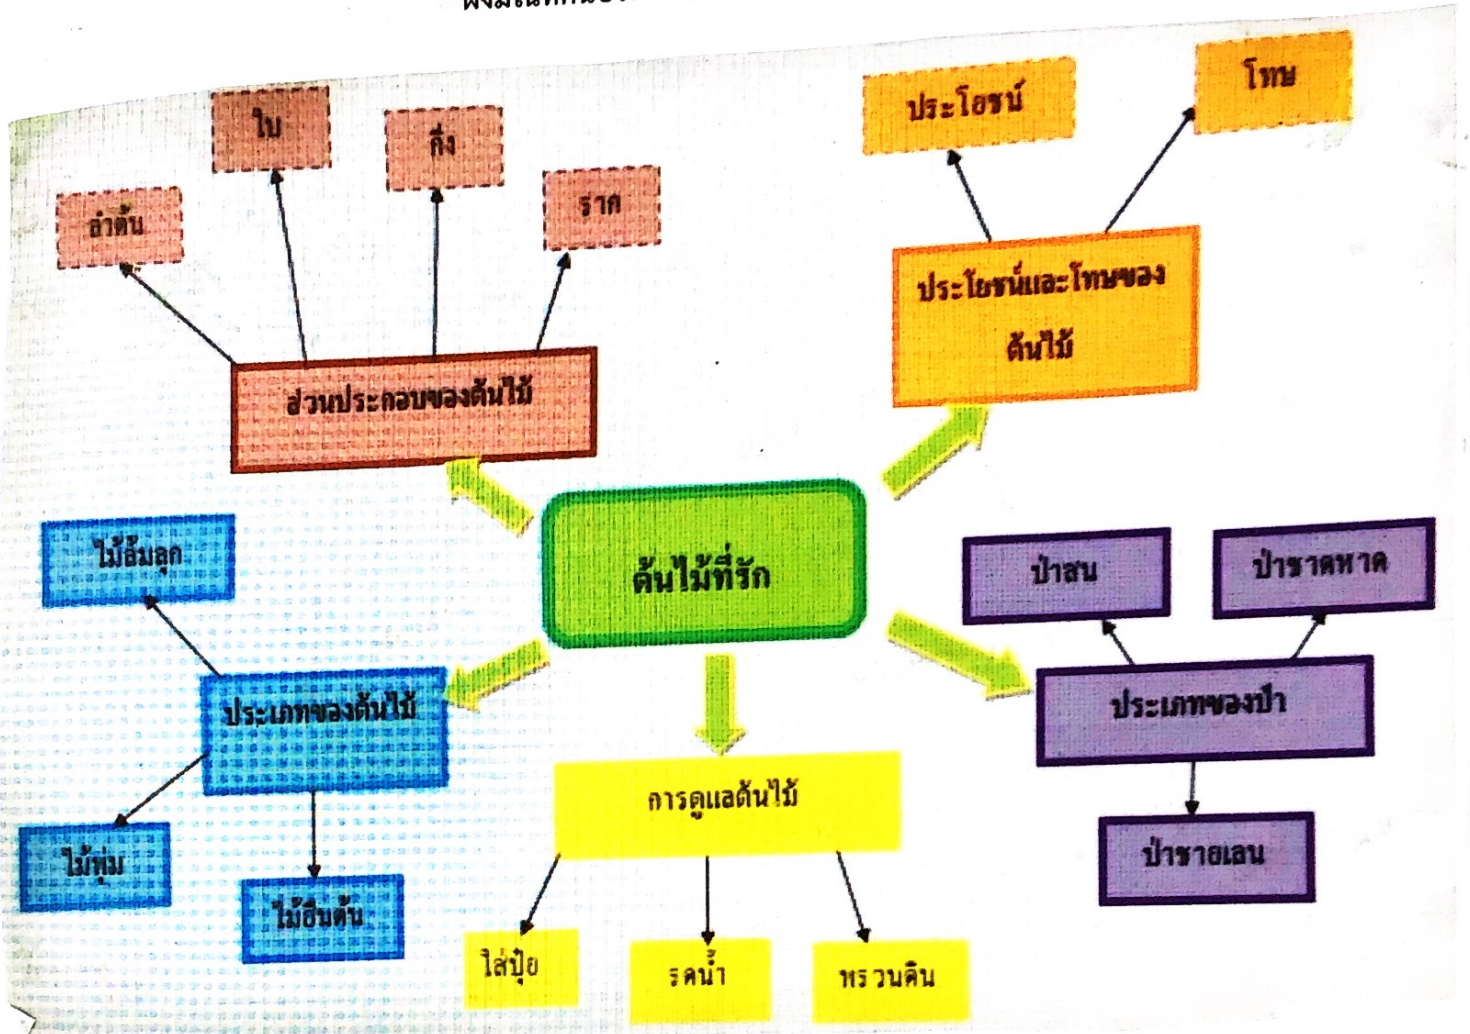 ใบ
กิ่ง
ลำต้น
ราก
ส่วนประกอบของต้นไม้
ประโยชน์
โทษ
ประโยชน์และโทษของ
ต้นไม้
ต้นไม้ที่รัก
ไม้ล้มลุก
ประเภทของต้นไม้
ไม้พุ่ม
ไม้ยืนต้น
การดูแลต้นไม้
ใส่ปุ๋ย
รดน้ำ
พรวนดิน
ป่าสน
ป่าชาดหาด
ประเภทของป่า
ป่าชายเลน